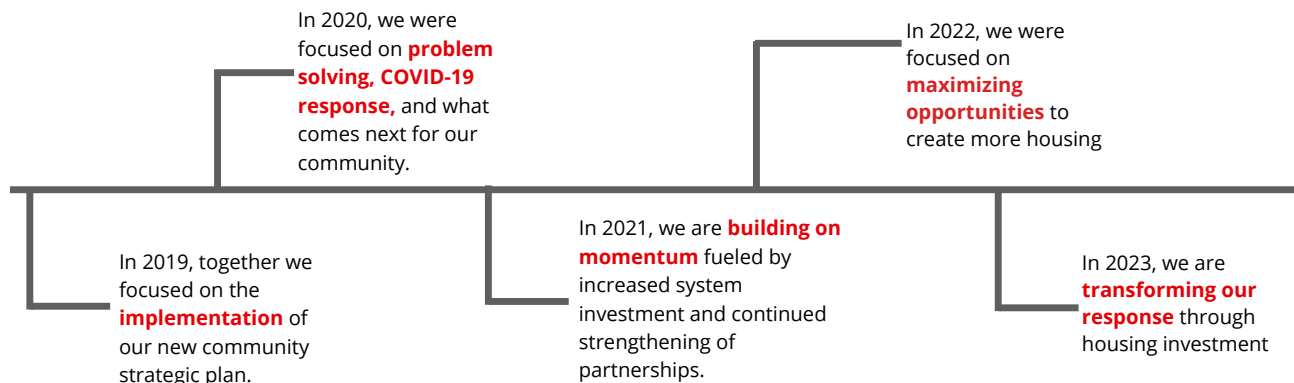 In 2020, we were
focused on problem
solving, COVID-19
response, and what
comes next for our
community.
In 2022, we were
focused on
maximizing
opportunities to
create more housing
In 2019, together we
focused on the
implementation of
our new community
strategic plan.
In 2021, we are building on
momentum fueled by
increased system
investment and continued
strengthening of
partnerships.
In 2023, we are
transforming our
response through
housing investment